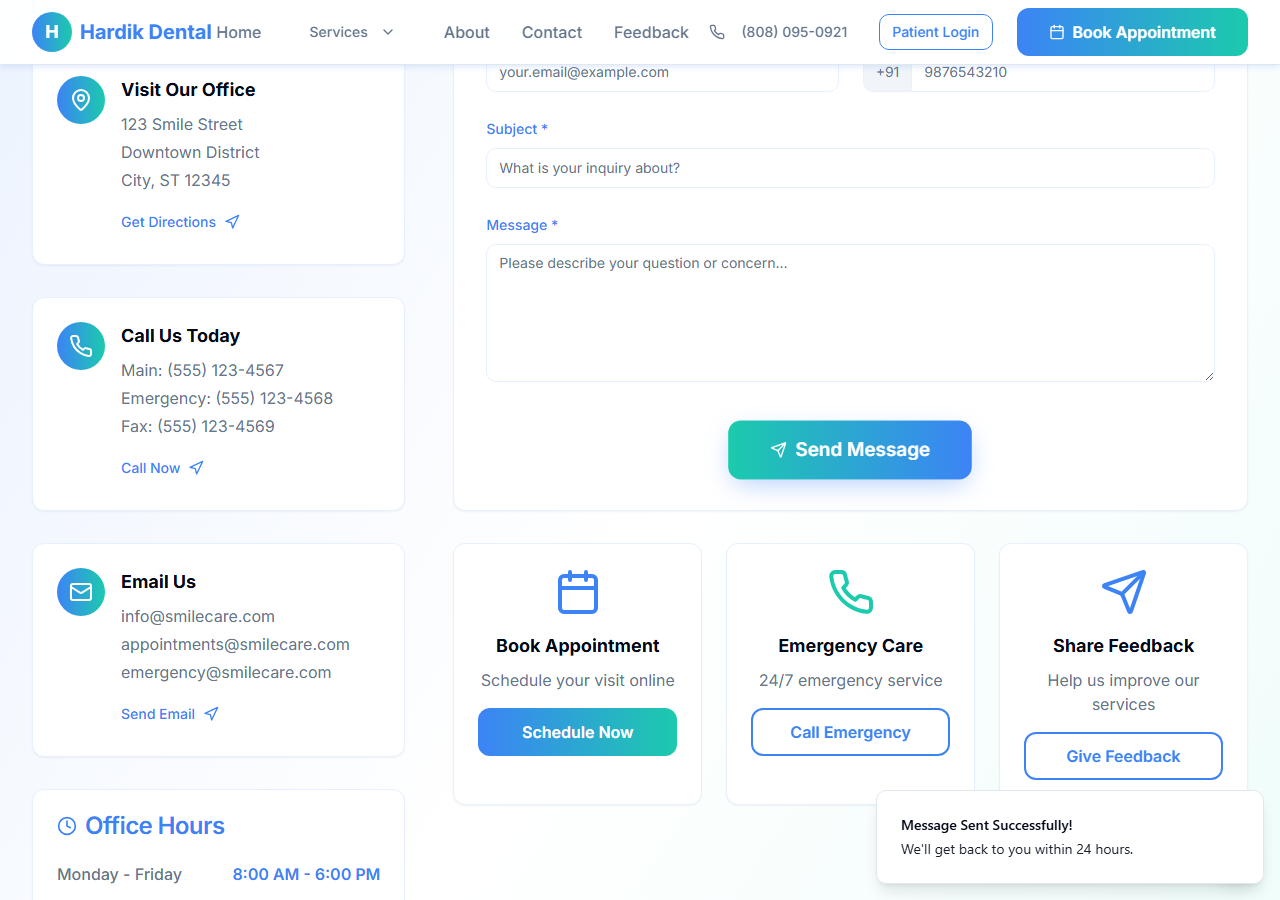 H Hardik Dental Home Services About Contact Feedback (808) 095-0921 Patient Login Book Appointment
Visit Our Office
123 Smile Street
Downtown District
City, ST 12345
Get Directions
Call Us Today
Main: (555) 123-4567
Emergency: (555) 123-4568
Fax: (555) 123-4569
Call Now
Email Us
info@smilecare.com
appointments@smilecare.com
emergency@smilecare.com
Send Email
Office Hours
Monday - Friday 8:00 AM - 6:00 PM
your.email@example.com +91 9876543210
Subject *
What is your inquiry about?
Message *
Please describe your question or concern...
Send Message
Book Appointment
Schedule your visit online
Schedule Now
Emergency Care
24/7 emergency service
Call Emergency
Share Feedback
Help us improve our
services
Give Feedback
Message Sent Successfully!
We'll get back to you within 24 hours.